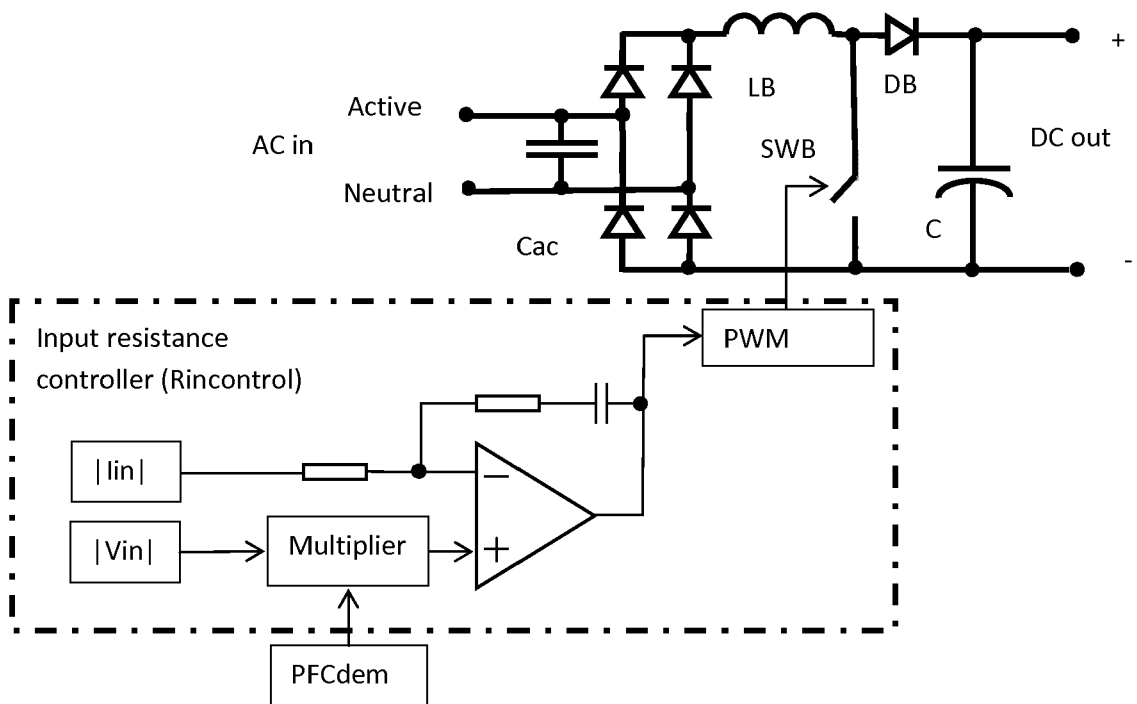 +
LB
DB
Active
AC in
SWB
DC out
Neutral
Cac
C
-
Input resistance
controller (Rincontrol)
PWM
|Iin|
−
|Vin|
Multiplier
+
PFCdem